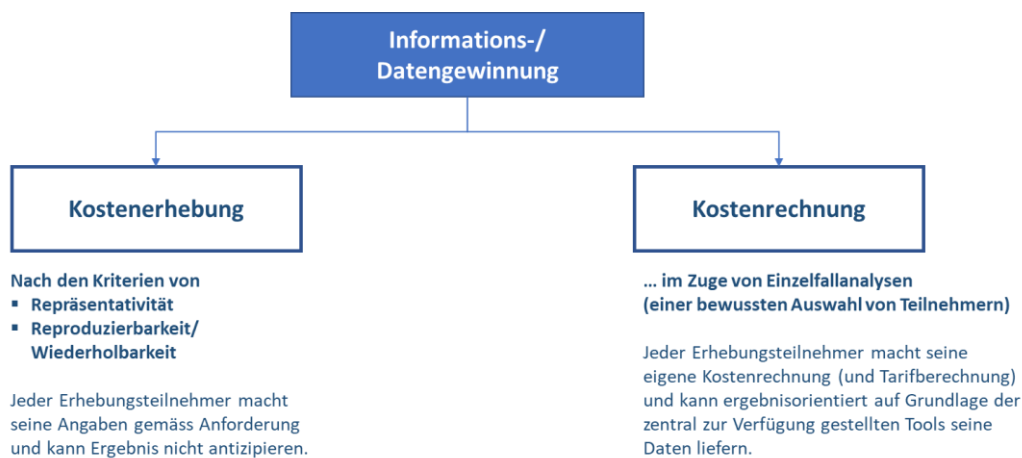 Informations-/
Datengewinnung
Kostenerhebung
Nach den Kriterien von
▪ Repräsentativität
▪ Reproduzierbarkeit/
Wiederholbarkeit
Jeder Erhebungsteilnehmer macht
seine Angaben gemäss Anforderung
und kann Ergebnis nicht antizipieren.
Kostenrechnung
... im Zuge von Einzelfallanalysen
(einer bewussten Auswahl von Teilnehmern)
Jeder Erhebungsteilnehmer macht seine
eigene Kostenrechnung (und Tarifberechnung)
und kann ergebnisorientiert auf Grundlage der
zentral zur Verfügung gestellten Tools seine
Daten liefern.